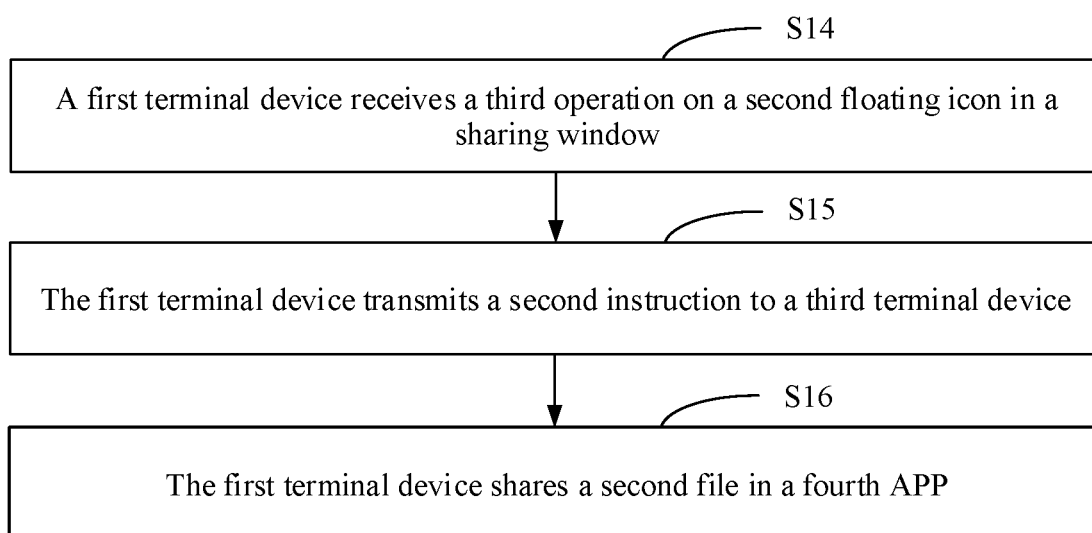 S14
A first terminal device receives a third operation on a second floating icon in a
sharing window
S15
The first terminal device transmits a second instruction to a third terminal device
S16
The first terminal device shares a second file in a fourth APP